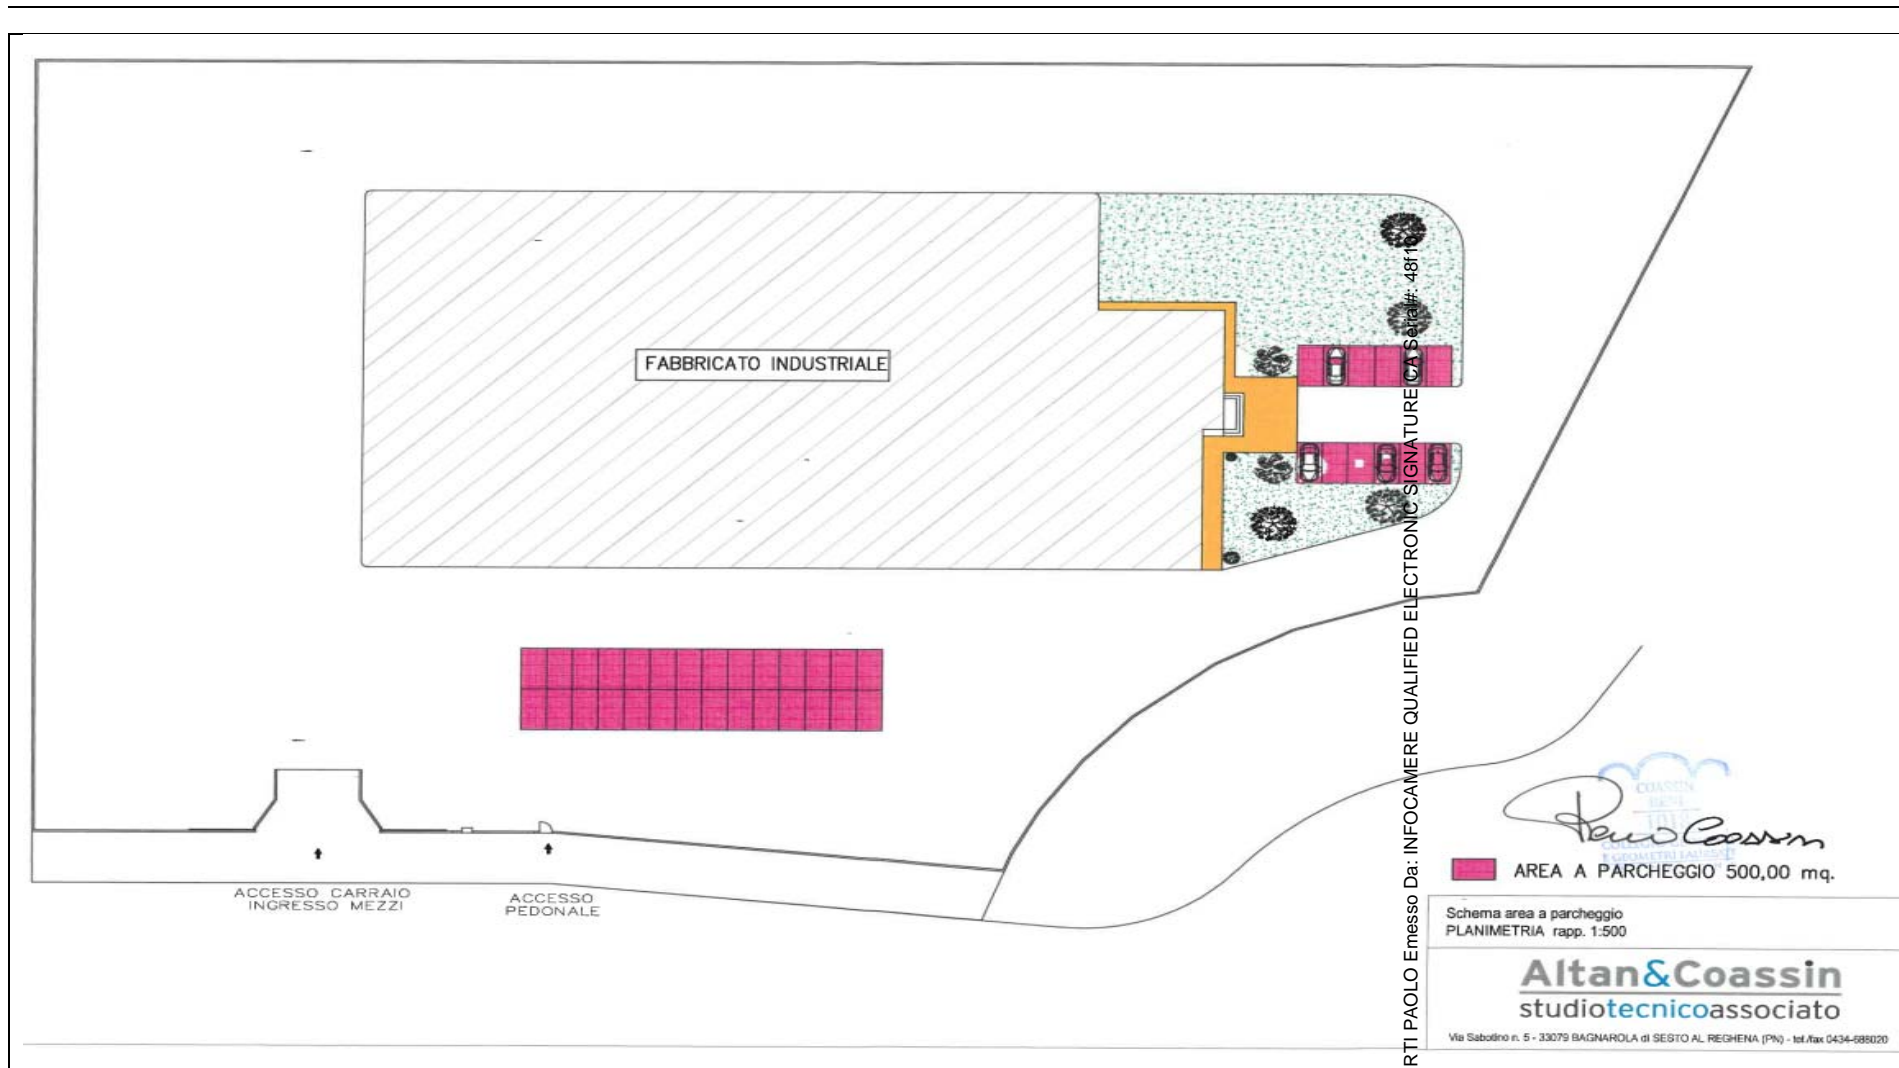 FABBRICATO INDUSTRIALE
RTI PAOLO Emesso Da: INFOCAMERE QUALIFIED ELECTRONIC SIGNATURE CA Serial#: 48f1
ACCESSO CARRAIO
INGRESSO MEZZI
ACCESSO
PEDONALE
COASSIN
Coassin
AREA A PARCHEGGIO 500,00 mq.
Schema area a parcheggio
PLANIMETRIA rapp. 1:500
Altan&Coassin
studiotecnicoassociato
Via Sabotino n. 5 - 33079 BAGNAROLA di SESTO AL REGHENA (PN) - tel./fax 0434-688020